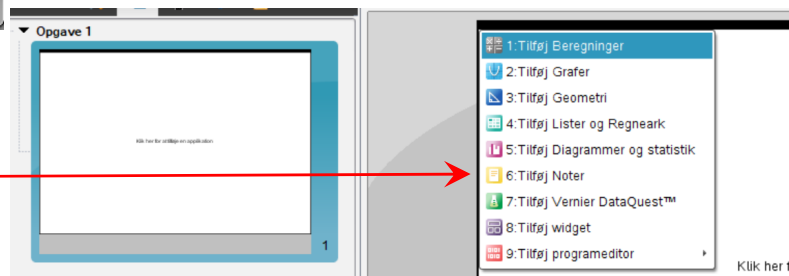 Opgave 1
Klik her for at tilføje en applikation
1
1:Tilføj Beregninger
2:Tilføj Grafer
3:Tilføj Geometri
4:Tilføj Lister og Regneark
5:Tilføj Diagrammer og statistik
6:Tilføj Noter
7:Tilføj Vernier DataQuest™
8:Tilføj widget
9:Tilføj programeditor
Klik her